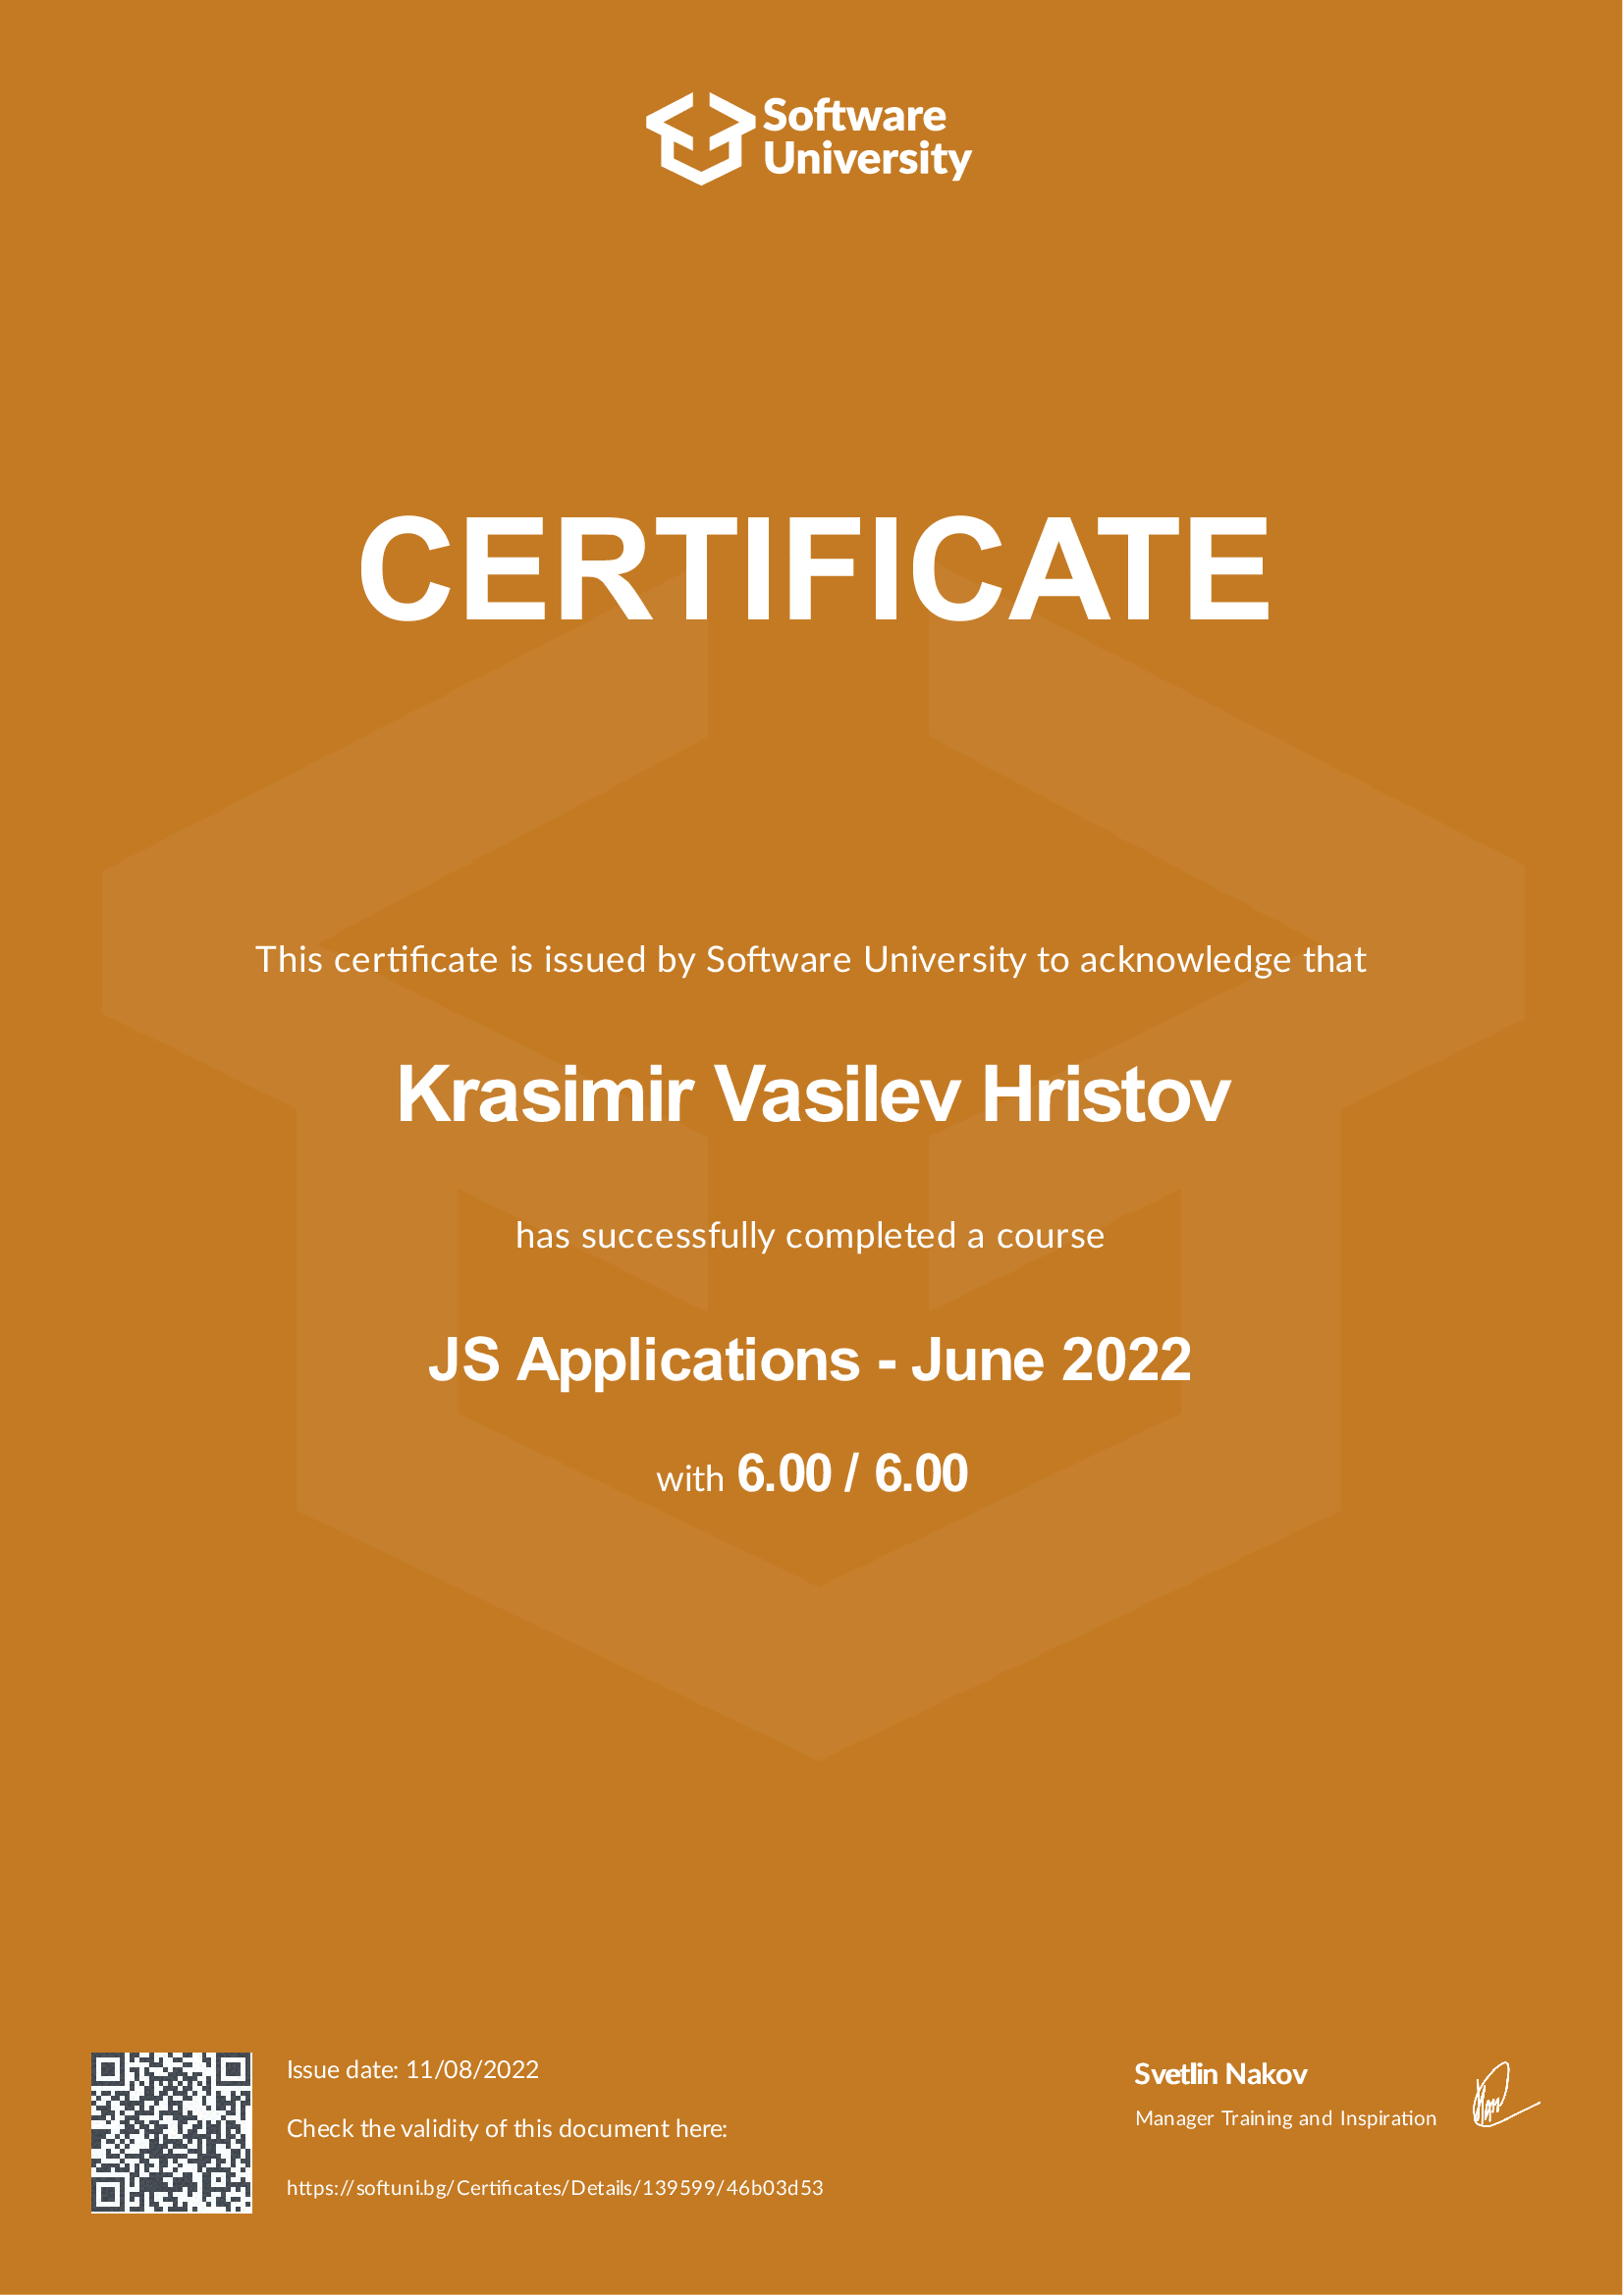 Software
University
CERTIFICATE
This certificate is issued by Software University to acknowledge that
Krasimir Vasilev Hristov
has successfully completed a course
JS Applications - June 2022
with 6.00 / 6.00
Issue date: 11/08/2022
Check the validity of this document here:
https://softuni.bg/Certificates/Details/139599/46b03d53
Svetlin Nakov
Manager Training and Inspiration